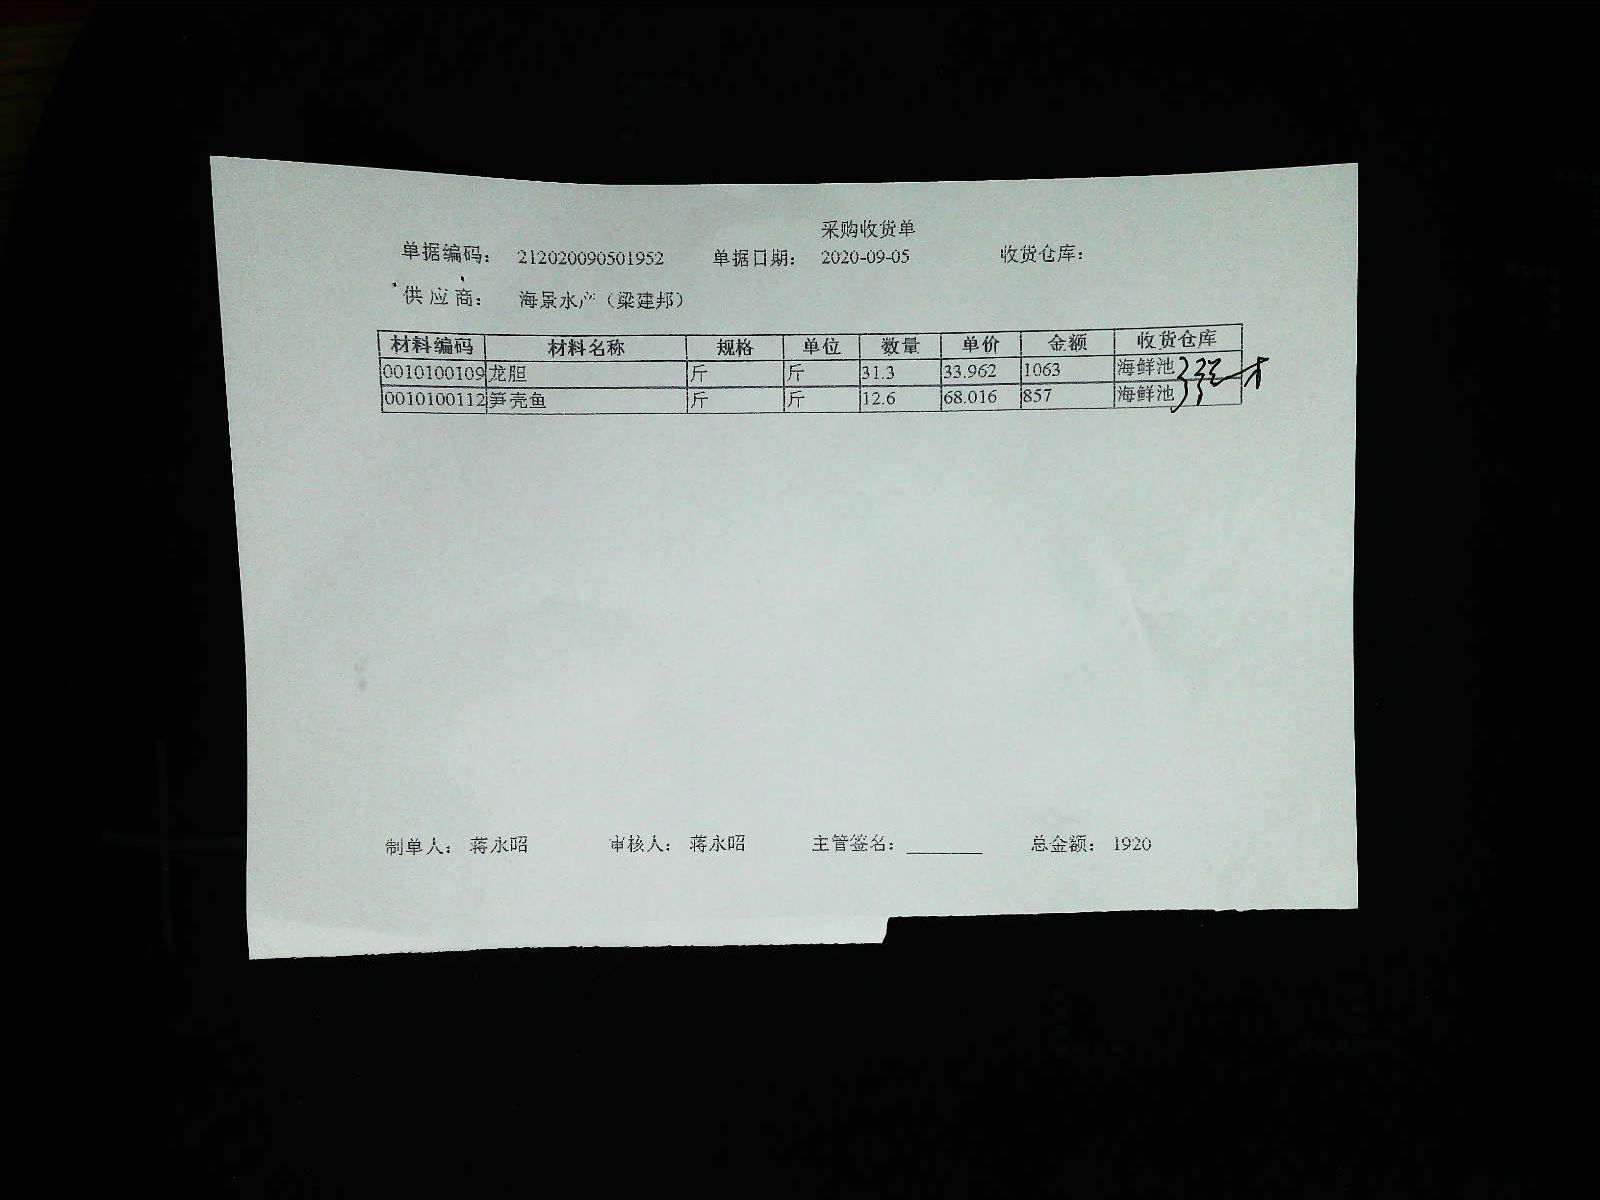 采购收货单
单据编码： 212020090501952 单据日期： 2020-09-05 收货仓库：
供应商： 海景水产（梁建邦）
材料编码 材料名称 规格 单位 数量 单价 金额 收货仓库
0010100109 龙胆 斤 斤 31.3 33.962 1063 海鲜池
0010100112 笋壳鱼 斤 斤 12.6 68.016 857 海鲜池
制单人： 蒋永昭 审核人： 蒋永昭 主管签名：________ 总金额： 1920